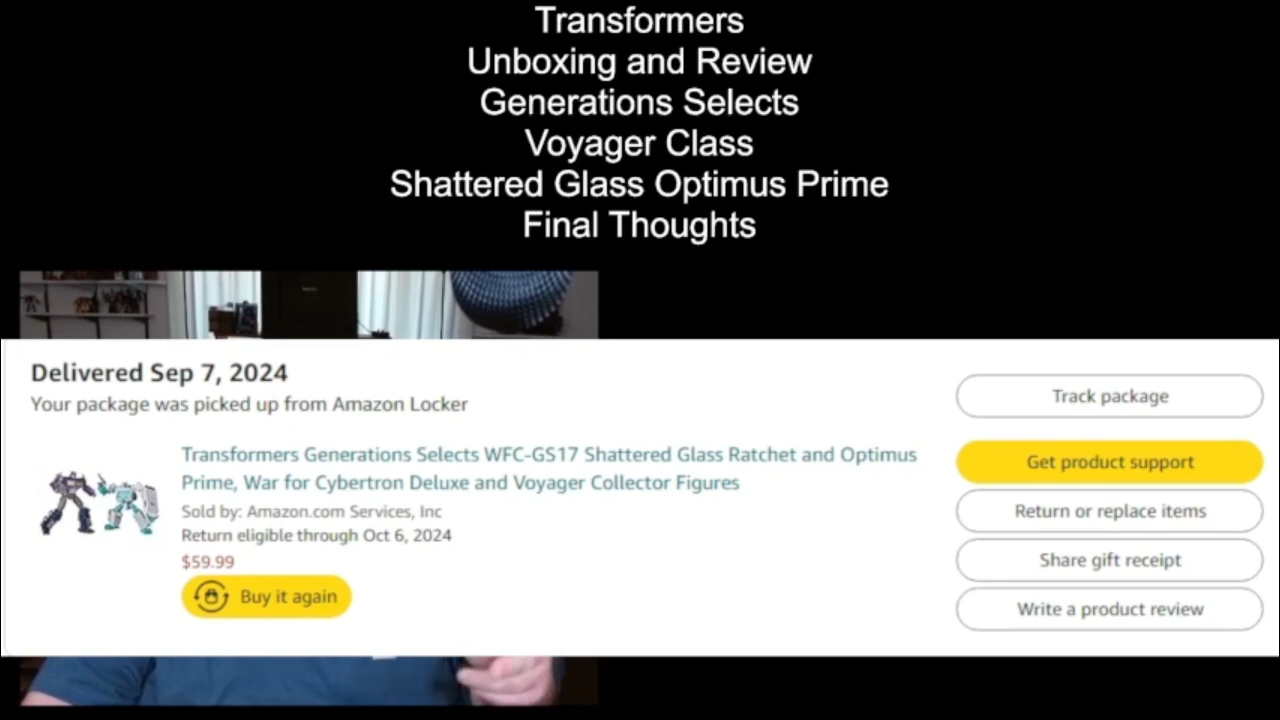 Transformers
Unboxing and Review
Generations Selects
Voyager Class
Shattered Glass Optimus Prime
Final Thoughts
Delivered Sep 7, 2024
Your package was picked up from Amazon Locker
Transformers Generations Selects WFC-GS17 Shattered Glass Ratchet and Optimus
Prime, War for Cybertron Deluxe and Voyager Collector Figures
Sold by: Amazon.com Services, Inc
Return eligible through Oct 6, 2024
$59.99
Buy it again
Track package
Get product support
Return or replace items
Share gift receipt
Write a product review